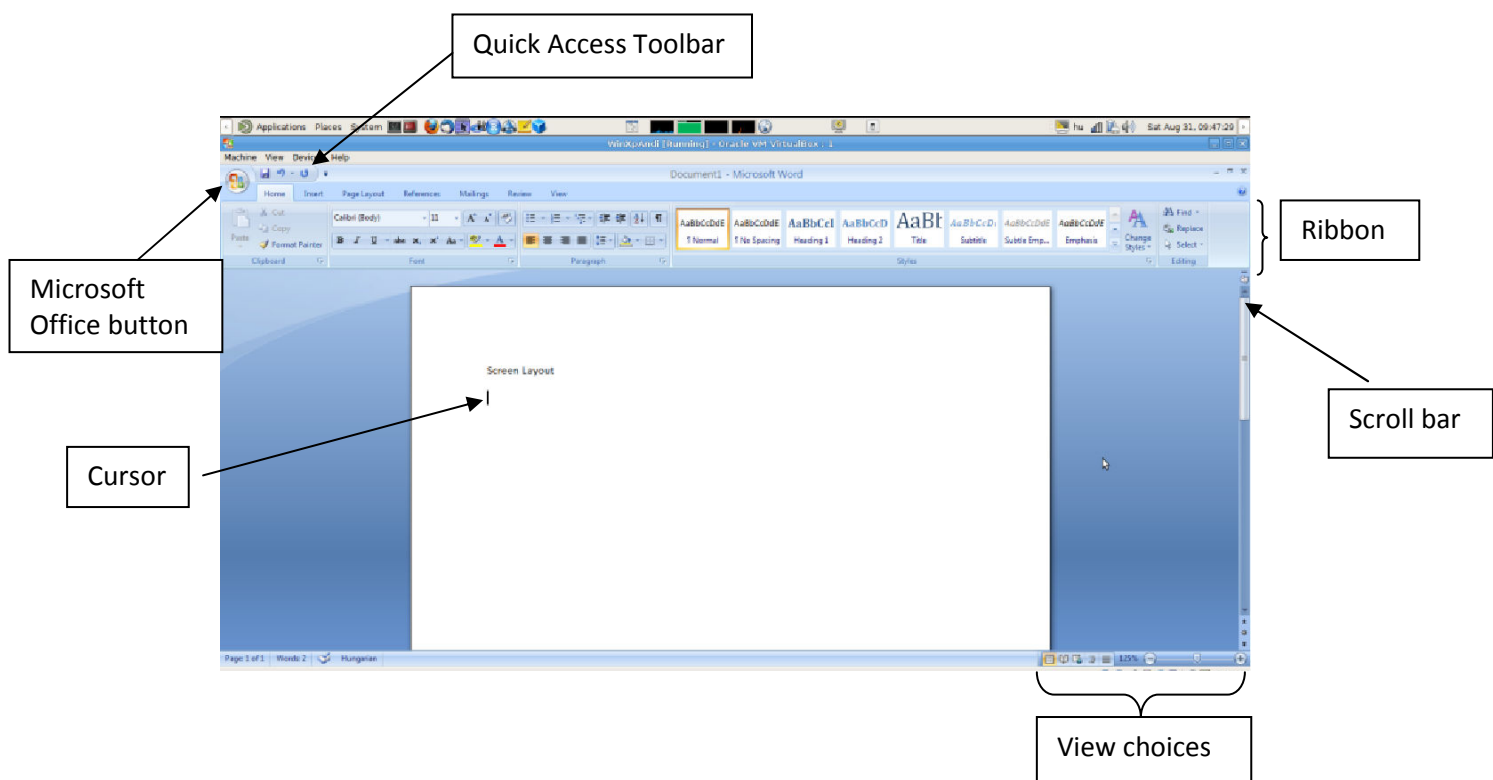 Quick Access Toolbar
Applications Places System
hu Sat Aug 31, 09:47:29
WinXpAndi [Running] - Oracle VM VirtualBox . 1
Machine View Devices Help
Document1 - Microsoft Word
Home Insert Page Layout References Mailings Review View
Cut
Copy
Paste
Format Painter
Clipboard
Calibri (Body) 11
B I U abc x, x' Aa A
Font
Paragraph
AaBbCcDdE AaBbCcDdE AaBbCcI AaBbCcD AaBl AaBbCcD. AaBbCcDdE AaBbCcDdE
¶ Normal ¶ No Spacing Heading 1 Heading 2 Title Subtitle Subtle Emp... Emphasis
Change
Styles
Styles
Find
Replace
Select
Editing
Ribbon
Microsoft
Office button
Screen Layout
Scroll bar
Cursor
Page 1 of 1 Words 2 Hungarian
125%
View choices